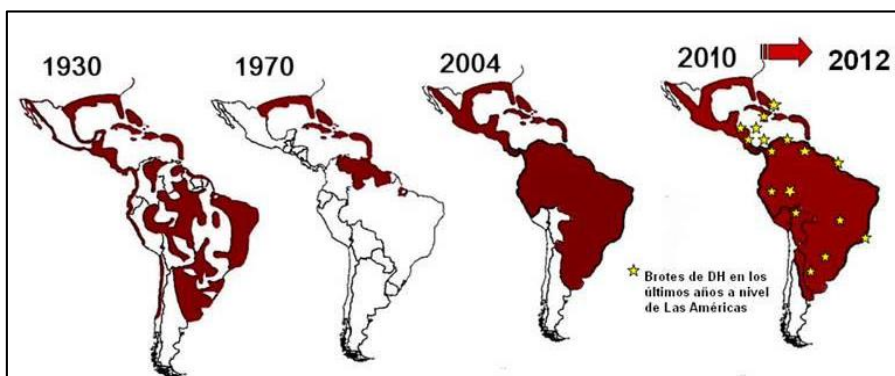 1930
1970
2004
2010
2012
Brotes de DH en los
últimos años a nivel
de Las Américas